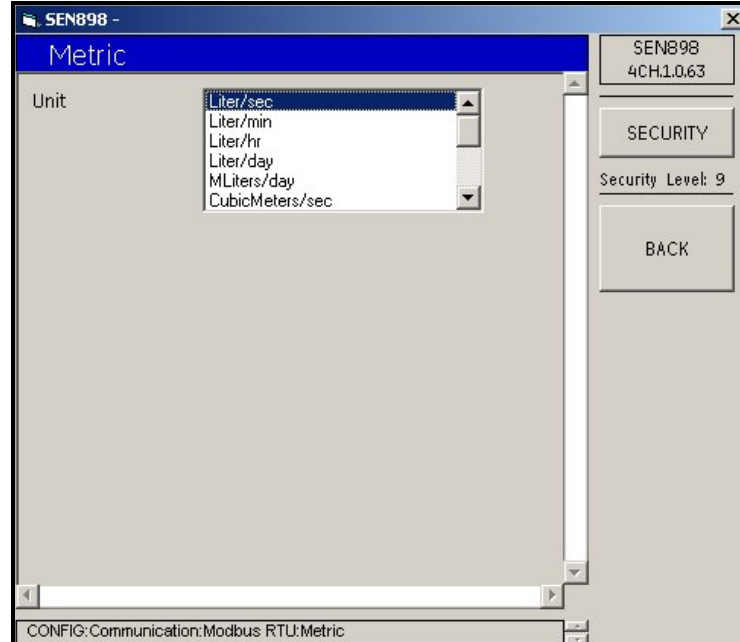 SEN898 -
Metric
SEN898
4CH.1.0.63
Unit
Liter/sec
Liter/min
Liter/hr
Liter/day
MLiters/day
CubicMeters/sec
SECURITY
Security Level: 9
BACK
CONFIG:Communication:Modbus RTU:Metric